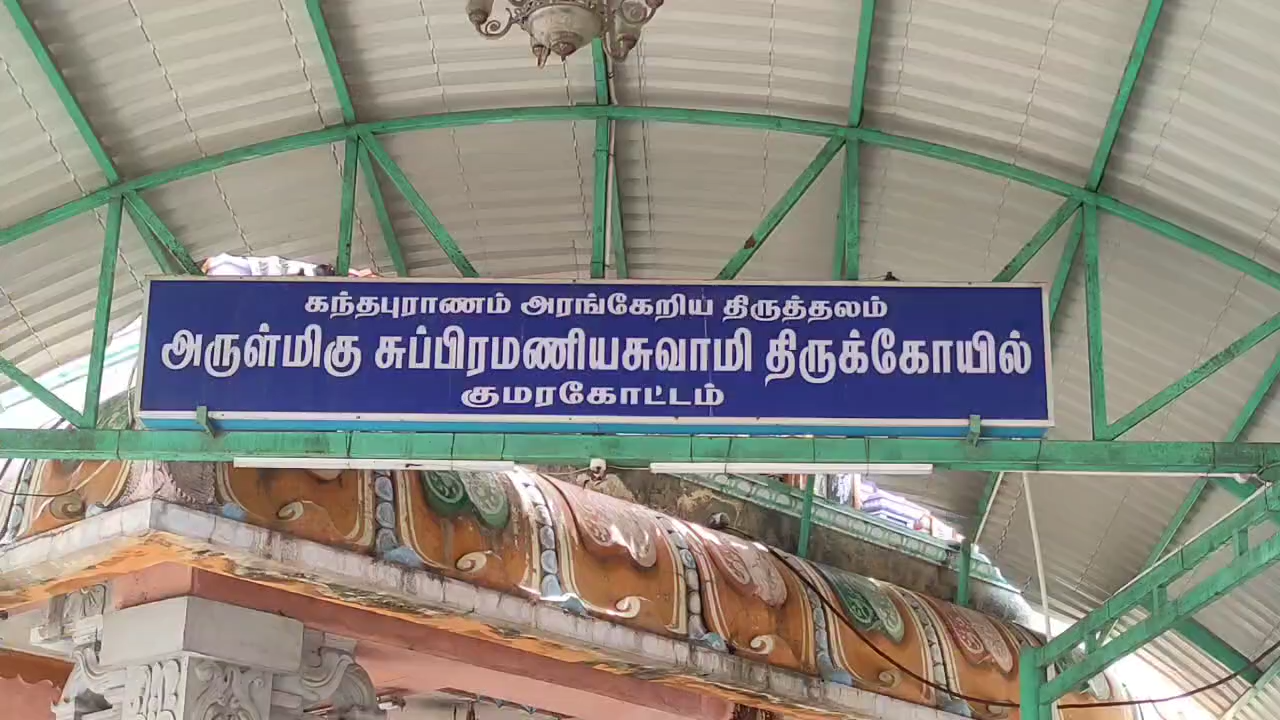 கந்தபுராணம் அரங்கேறிய திருத்தலம்
அருள்மிகு சுப்பிரமணியசுவாமி திருக்கோயில்
குமரகோட்டம்